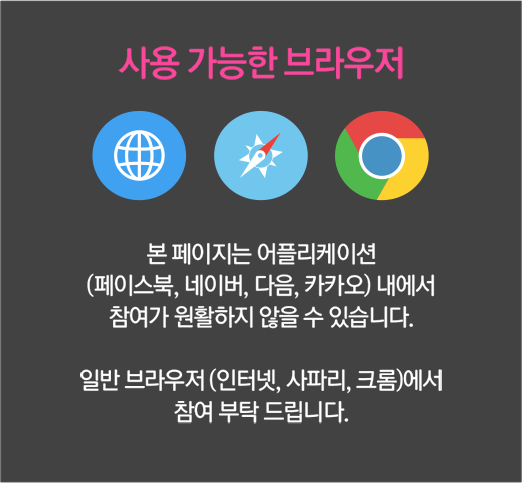 사용 가능한 브라우저
본 페이지는 어플리케이션
(페이스북, 네이버, 다음, 카카오) 내에서
참여가 원활하지 않을 수 있습니다.
일반 브라우저 (인터넷, 사파리, 크롬)에서
참여 부탁 드립니다.